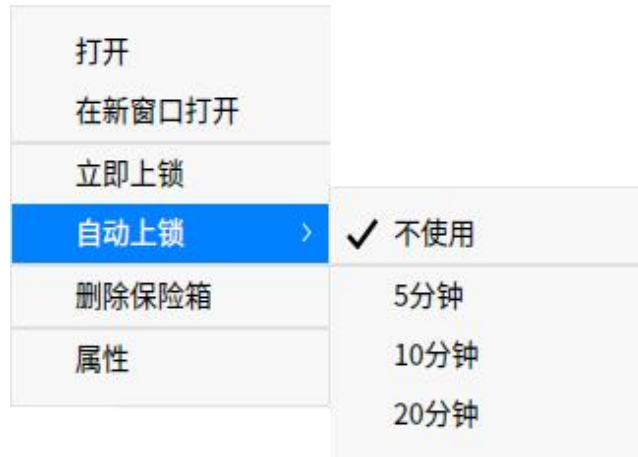 打开
在新窗口打开
立即上锁
自动上锁
删除保险箱
属性
不使用
5分钟
10分钟
20分钟